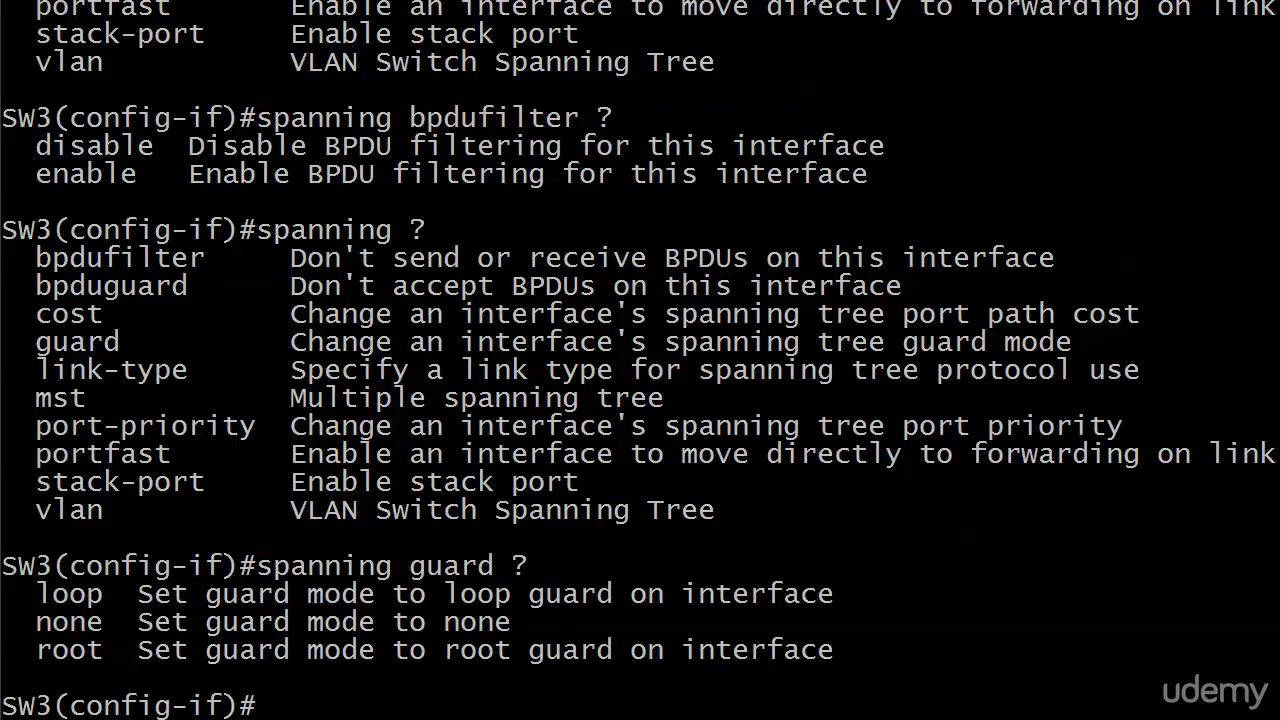 portfast Enable an interface to move directly to forwarding on link
stack-port Enable stack port
vlan VLAN Switch Spanning Tree
SW3(config-if)#spanning bpdufilter ?
disable Disable BPDU filtering for this interface
enable Enable BPDU filtering for this interface
SW3(config-if)#spanning ?
bpdufilter Don't send or receive BPDUs on this interface
bpduguard Don't accept BPDUs on this interface
cost Change an interface's spanning tree port path cost
guard Change an interface's spanning tree guard mode
link-type Specify a link type for spanning tree protocol use
mst Multiple spanning tree
port-priority Change an interface's spanning tree port priority
portfast Enable an interface to move directly to forwarding on link
stack-port Enable stack port
vlan VLAN Switch Spanning Tree
SW3(config-if)#spanning guard ?
loop Set guard mode to loop guard on interface
none Set guard mode to none
root Set guard mode to root guard on interface
SW3(config-if)#
udemy